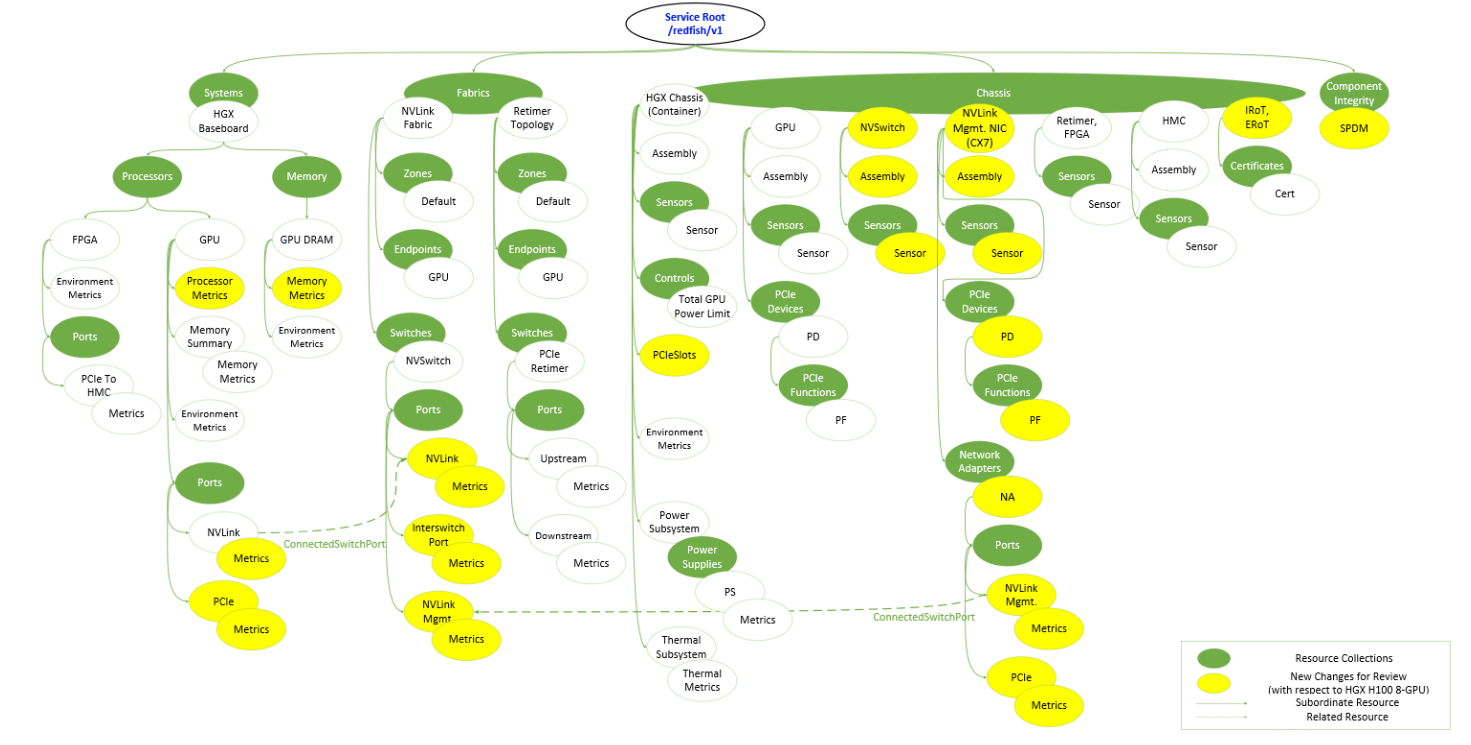 Service Root
/redfish/v1
Systems
HGX
Baseboard
Processors
Memory
FPGA
Environment
Metrics
Ports
PCIe To
HMC
Metrics
GPU
Processor
Metrics
Memory
Summary
Memory
Metrics
Environment
Metrics
Ports
NVLink
Metrics
PCIe
Metrics
GPU DRAM
Memory
Metrics
Environment
Metrics
ConnectedSwitchPort
Fabrics
NVLink
Fabric
Zones
Default
Endpoints
GPU
Switches
NVSwitch
Ports
NVLink
Metrics
Interswitch
Port
Metrics
NVLink
Mgmt.
Metrics
Retimer
Topology
Zones
Default
Endpoints
GPU
Switches
PCIe
Retimer
Ports
Upstream
Metrics
Downstream
Metrics
Chassis
HGX Chassis
(Container)
Assembly
Sensors
Sensor
Controls
Total GPU
Power Limit
PCIeSlots
Environment
Metrics
Power
Subsystem
Power
Supplies
PS
Metrics
Thermal
Subsystem
Thermal
Metrics
GPU
Assembly
Sensors
Sensor
PCIe
Devices
PD
PCIe
Functions
PF
NVSwitch
Assembly
Sensors
Sensor
NVLink
Mgmt. NIC
(CX7)
Assembly
Sensors
Sensor
PCIe
Devices
PD
PCIe
Functions
PF
Network
Adapters
NA
Ports
NVLink
Mgmt.
Metrics
PCIe
Metrics
ConnectedSwitchPort
Retimer,
FPGA
Sensors
Sensor
HMC
Assembly
Sensors
Sensor
IRoT,
ERoT
Certificates
Cert
Component
Integrity
SPDM
Resource Collections
New Changes for Review
(with respect to HGX H100 8-GPU)
Subordinate Resource
Related Resource